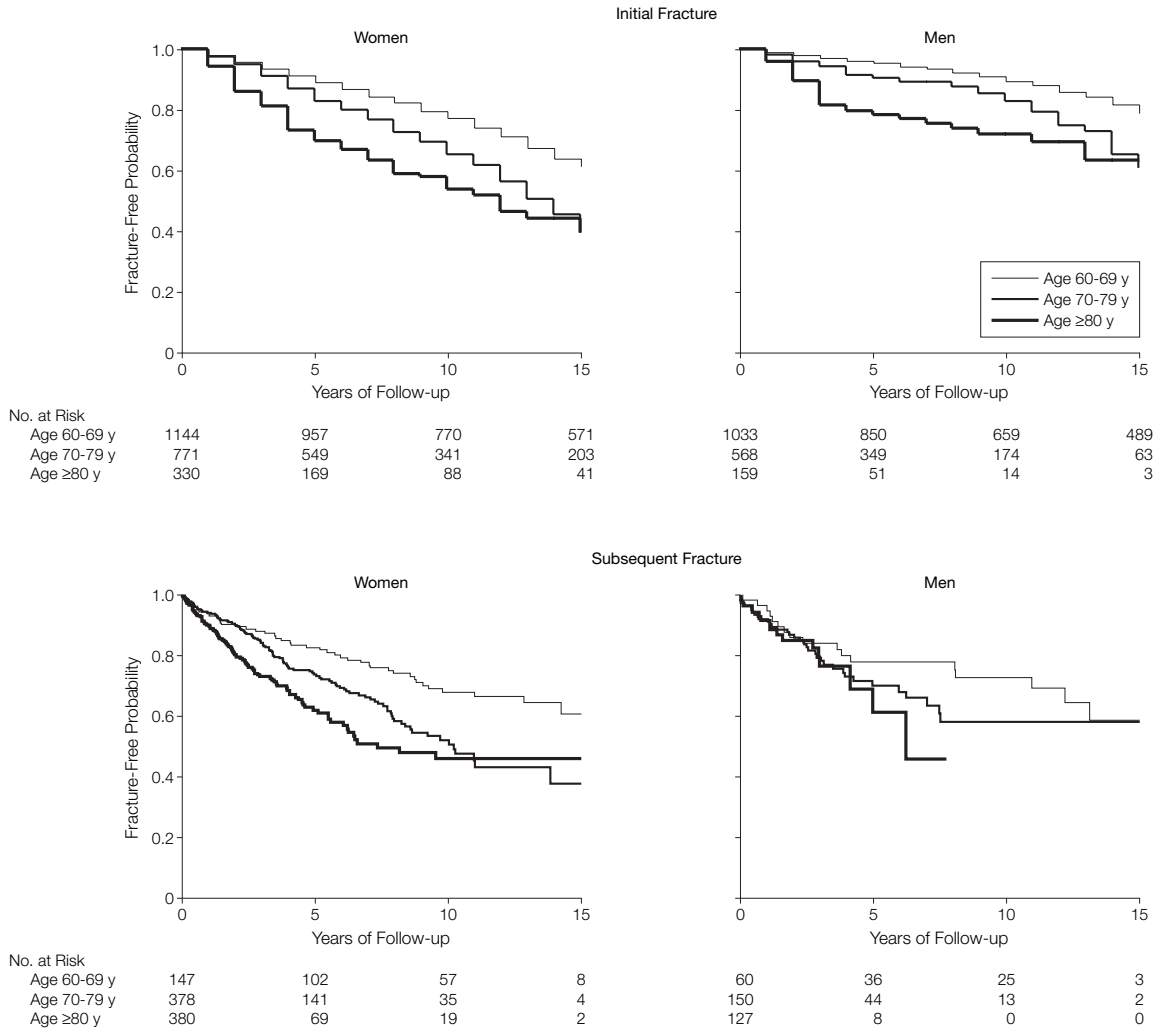 Initial Fracture
Women
Men
1.0
0.8
0.6
0.4
0.2
0
Fracture-Free Probability
0 5 10 15
Years of Follow-up
0 5 10 15
Years of Follow-up
Age 60-69 y
Age 70-79 y
Age ≥80 y
No. at Risk
Age 60-69 y 1144 957 770 571 1033 850 659 489
Age 70-79 y 771 549 341 203 568 349 174 63
Age ≥80 y 330 169 88 41 159 51 14 3
Subsequent Fracture
Women
Men
1.0
0.8
0.6
0.4
0.2
0
Fracture-Free Probability
0 5 10 15
Years of Follow-up
0 5 10 15
Years of Follow-up
No. at Risk
Age 60-69 y 147 102 57 8 60 36 25 3
Age 70-79 y 378 141 35 4 150 44 13 2
Age ≥80 y 380 69 19 2 127 8 0 0